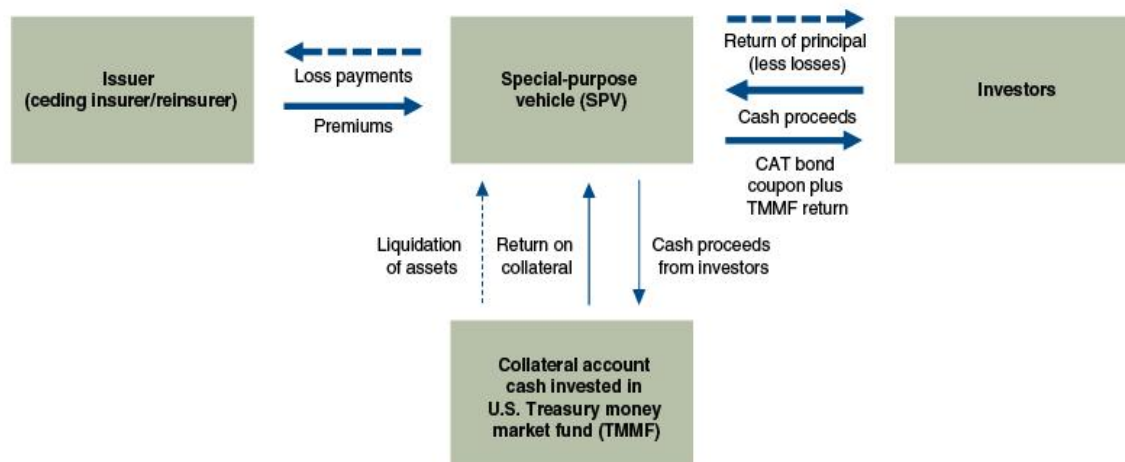 Issuer
(ceding insurer/reinsurer)
Loss payments
Premiums
Special-purpose
vehicle (SPV)
Return of principal
(less losses)
Cash proceeds
CAT bond
coupon plus
TMMF return
Investors
Liquidation
of assets
Return on
collateral
Cash proceeds
from investors
Collateral account
cash invested in
U.S. Treasury money
market fund (TMMF)